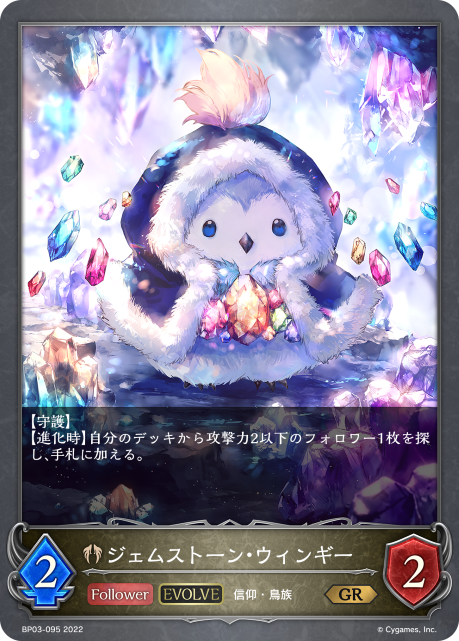 【守護】
【進化時】自分のデッキから攻撃力2以下のフォロワー1枚を探
し、手札に加える。
ジェムストーン・ウィンギー
2
2
Follower EVOLVE 信仰・鳥族 GR
BP03-095 2022 © Cygames, Inc.